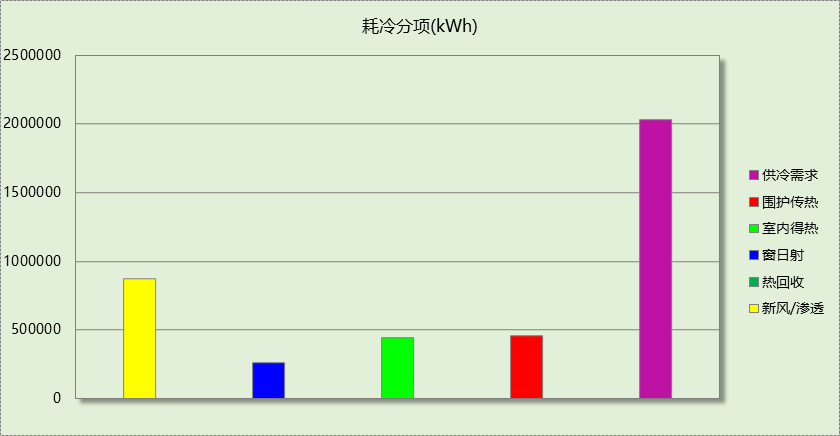 耗冷分项(kWh)
2500000
2000000
1500000
1000000
500000
0
供冷需求
围护传热
室内得热
窗日射
热回收
新风/渗透